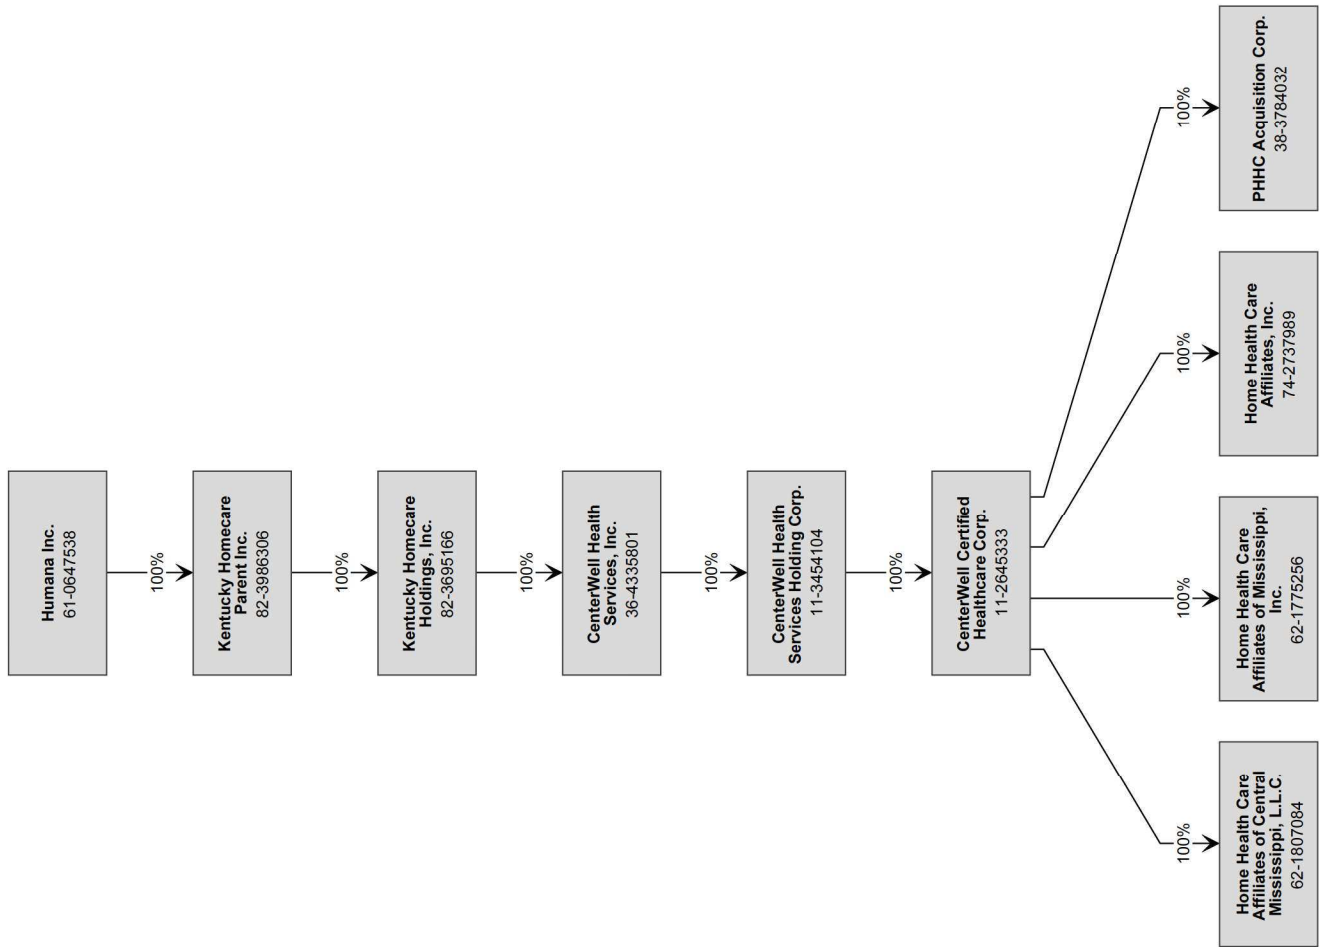 Humana Inc.
61-0647538
100%
Kentucky Homecare
Parent Inc.
82-3986306
100%
Kentucky Homecare
Holdings, Inc.
82-3695166
100%
CenterWell Health
Services, Inc.
36-4335801
100%
CenterWell Health
Services Holding Corp.
11-3454104
100%
CenterWell Certified
Healthcare Corp.
11-2645333
100%
Home Health Care
Affiliates of Central
Mississippi, L.L.C.
62-1807084
100%
Home Health Care
Affiliates of Mississippi,
Inc.
62-1775256
100%
Home Health Care
Affiliates, Inc.
74-2737989
100%
PHHC Acquisition Corp.
38-3784032